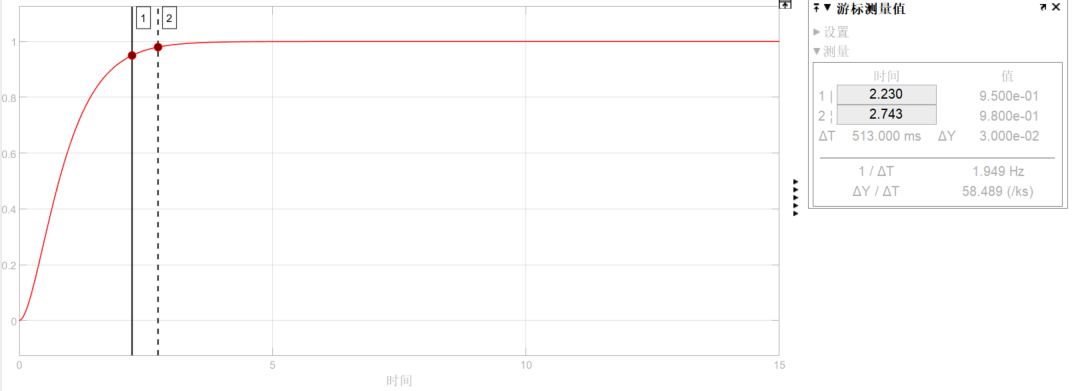 1 2
1
0.8
0.6
0.4
0.2
0
0 5 10 15
时间
游标测量值
设置
测量
时间 值
1 | 2.230 9.500e-01
2 ¦ 2.743 9.800e-01
ΔT 513.000 ms ΔY 3.000e-02
1 / ΔT 1.949 Hz
ΔY / ΔT 58.489 (/ks)